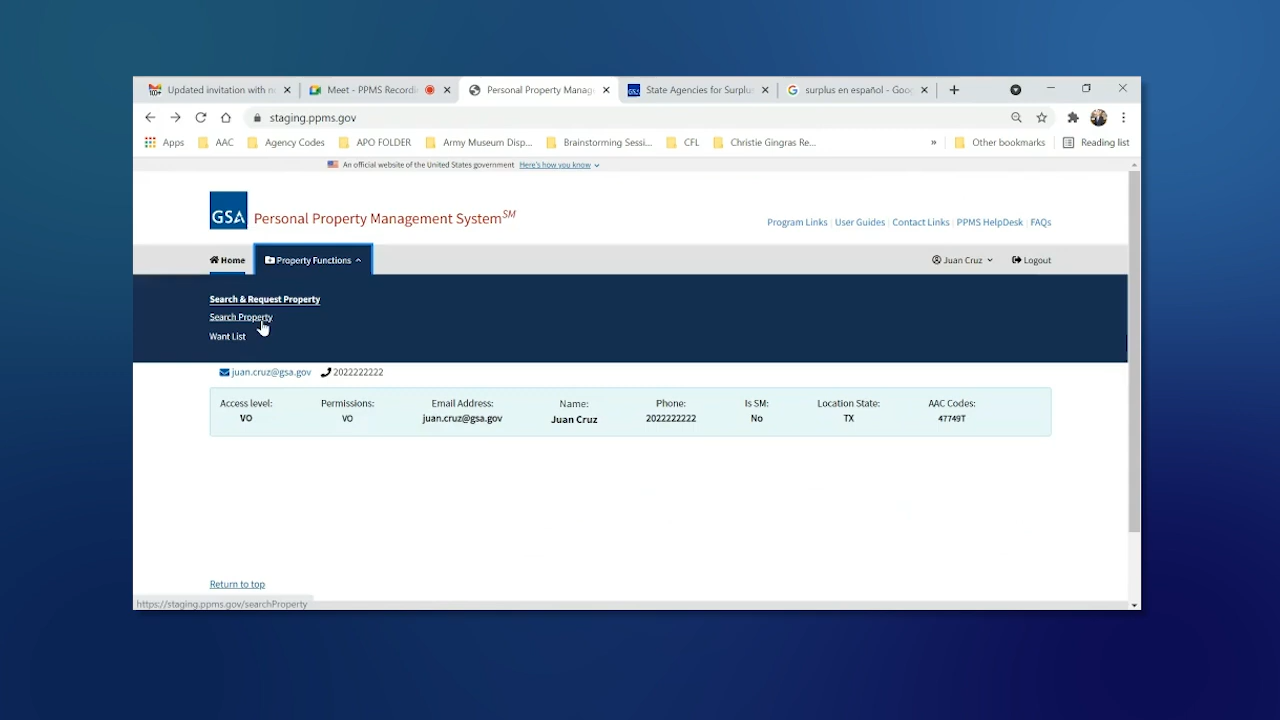 Updated invitation with n
Meet - PPMS Recordi
Personal Property Manag
State Agencies for Surplu
surplus en español - Goog
staging.ppms.gov
Apps
AAC
Agency Codes
APO FOLDER
Army Museum Disp...
Brainstorming Sessi...
CFL
Christie Gingras Re...
»
Other bookmarks
Reading list
An official website of the United States government Here's how you know
GSA
Personal Property Management System SM
Program Links | User Guides | Contact Links | PPMS HelpDesk | FAQs
Home
Property Functions
Juan Cruz
Logout
Search & Request Property
Search Property
Want List
juan.cruz@gsa.gov 2022222222
Access level: Permissions: Email Address: Name: Phone: Is SM: Location State: AAC Codes:
VO VO juan.cruz@gsa.gov Juan Cruz 2022222222 No TX 47749T
Return to top
https://staging.ppms.gov/searchProperty